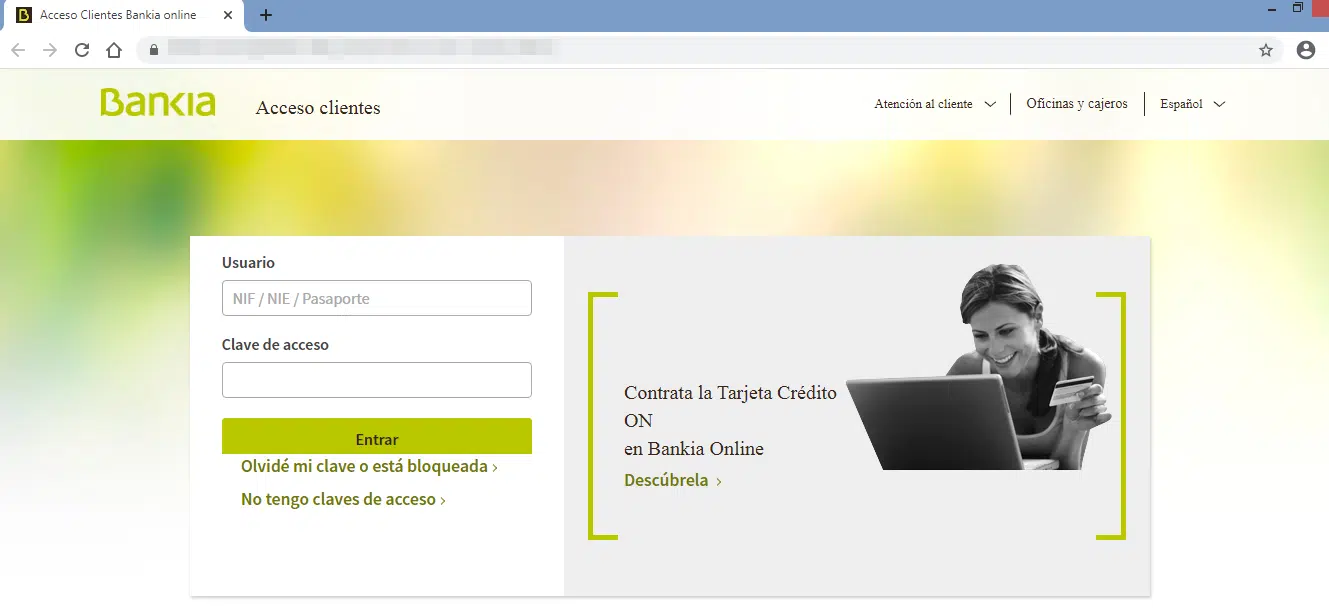 Acceso Clientes Bankia online
Bankia
Acceso clientes
Atención al cliente
Oficinas y cajeros
Español
Usuario
NIF / NIE / Pasaporte
Clave de acceso
Entrar
Olvidé mi clave o está bloqueada ›
No tengo claves de acceso ›
Contrata la Tarjeta Crédito
ON
en Bankia Online
Descúbrela ›